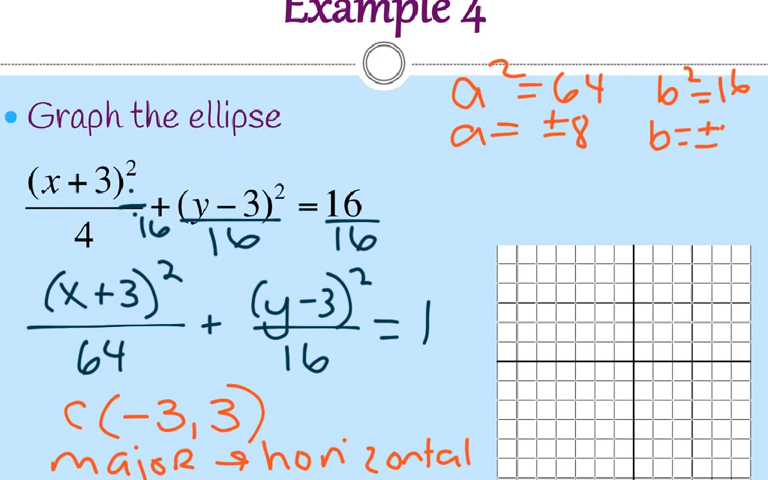 Example 4
a² = 64
b² = 16
a = ±8
b = ±
• Graph the ellipse
(x + 3)²/4 ÷16 + (y − 3)²/16 = 16/16
(x+3)²/64 + (y-3)²/16 = 1
C(-3, 3)
major → horizontal